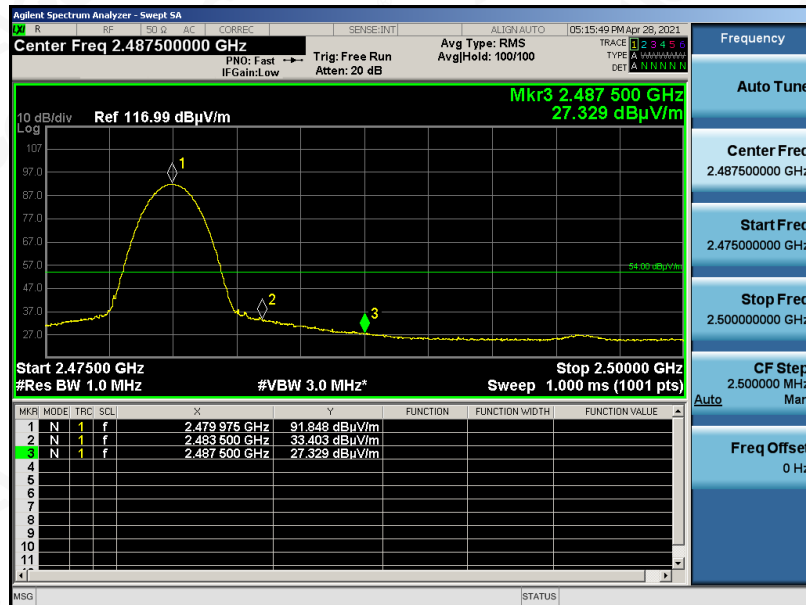 Agilent Spectrum Analyzer - Swept SA
LXI R RF 50 Ω AC CORREC SENSE:INT ALIGN AUTO 05:15:49 PM Apr 28, 2021
Center Freq 2.487500000 GHz
PNO: Fast
IFGain:Low
Trig: Free Run
Atten: 20 dB
Avg Type: RMS
Avg|Hold: 100/100
TRACE 1 2 3 4 5 6
TYPE A
DET A N N N N N
Mkr3 2.487 500 GHz
27.329 dBµV/m
10 dB/div Ref 116.99 dBµV/m
Log
107
97.0
87.0
77.0
67.0
57.0
47.0
37.0
27.0
1
2
3
54.00 dBµV/m
Start 2.47500 GHz Stop 2.50000 GHz
#Res BW 1.0 MHz #VBW 3.0 MHz* Sweep 1.000 ms (1001 pts)
MKR MODE TRC SCL X Y FUNCTION FUNCTION WIDTH FUNCTION VALUE
1 N 1 f 2.479 975 GHz 91.848 dBµV/m
2 N 1 f 2.483 500 GHz 33.403 dBµV/m
3 N 1 f 2.487 500 GHz 27.329 dBµV/m
4
5
6
7
8
9
10
11
MSG STATUS
Frequency
Auto Tune
Center Freq
2.487500000 GHz
Start Freq
2.475000000 GHz
Stop Freq
2.500000000 GHz
CF Step
2.500000 MHz
Auto Man
Freq Offset
0 Hz